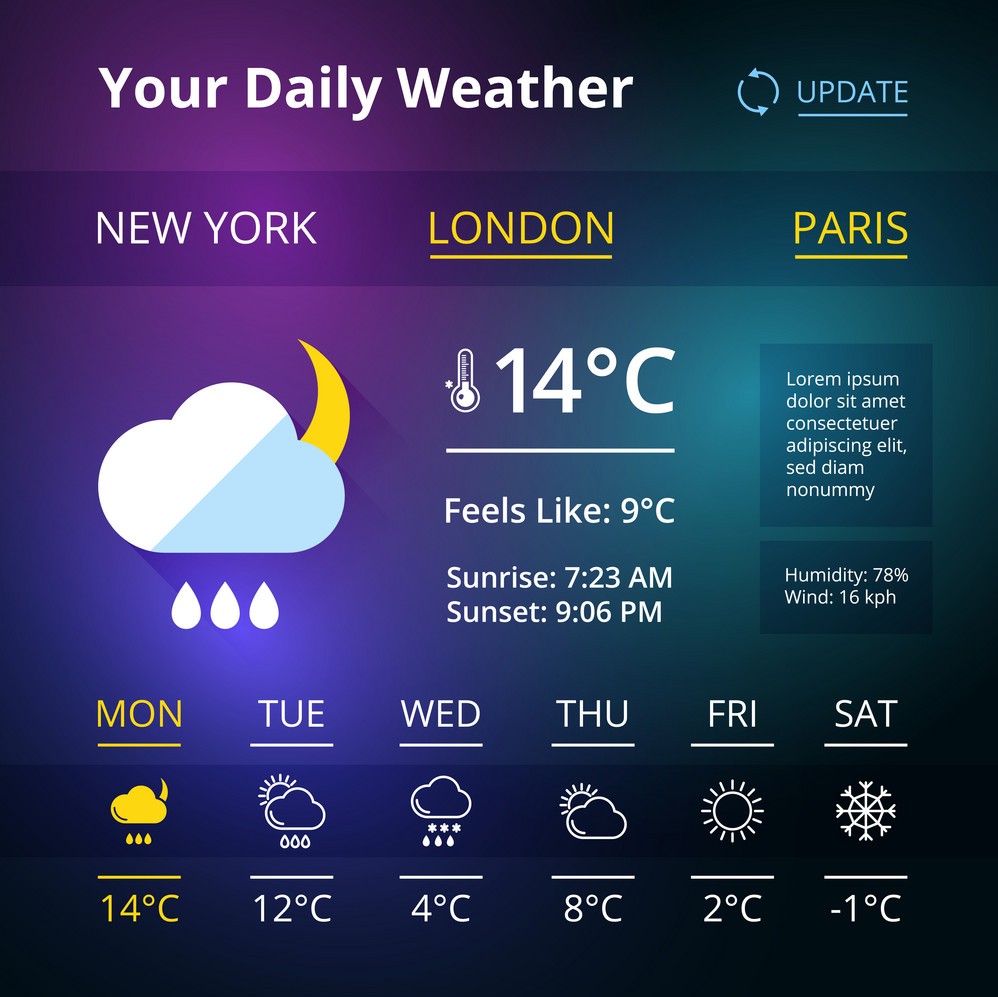 Your Daily Weather
UPDATE
NEW YORK
LONDON
PARIS
14°C
Feels Like: 9°C
Sunrise: 7:23 AM
Sunset: 9:06 PM
Lorem ipsum
dolor sit amet
consectetuer
adipiscing elit,
sed diam
nonummy
Humidity: 78%
Wind: 16 kph
MON
TUE
WED
THU
FRI
SAT
14°C
12°C
4°C
8°C
2°C
-1°C